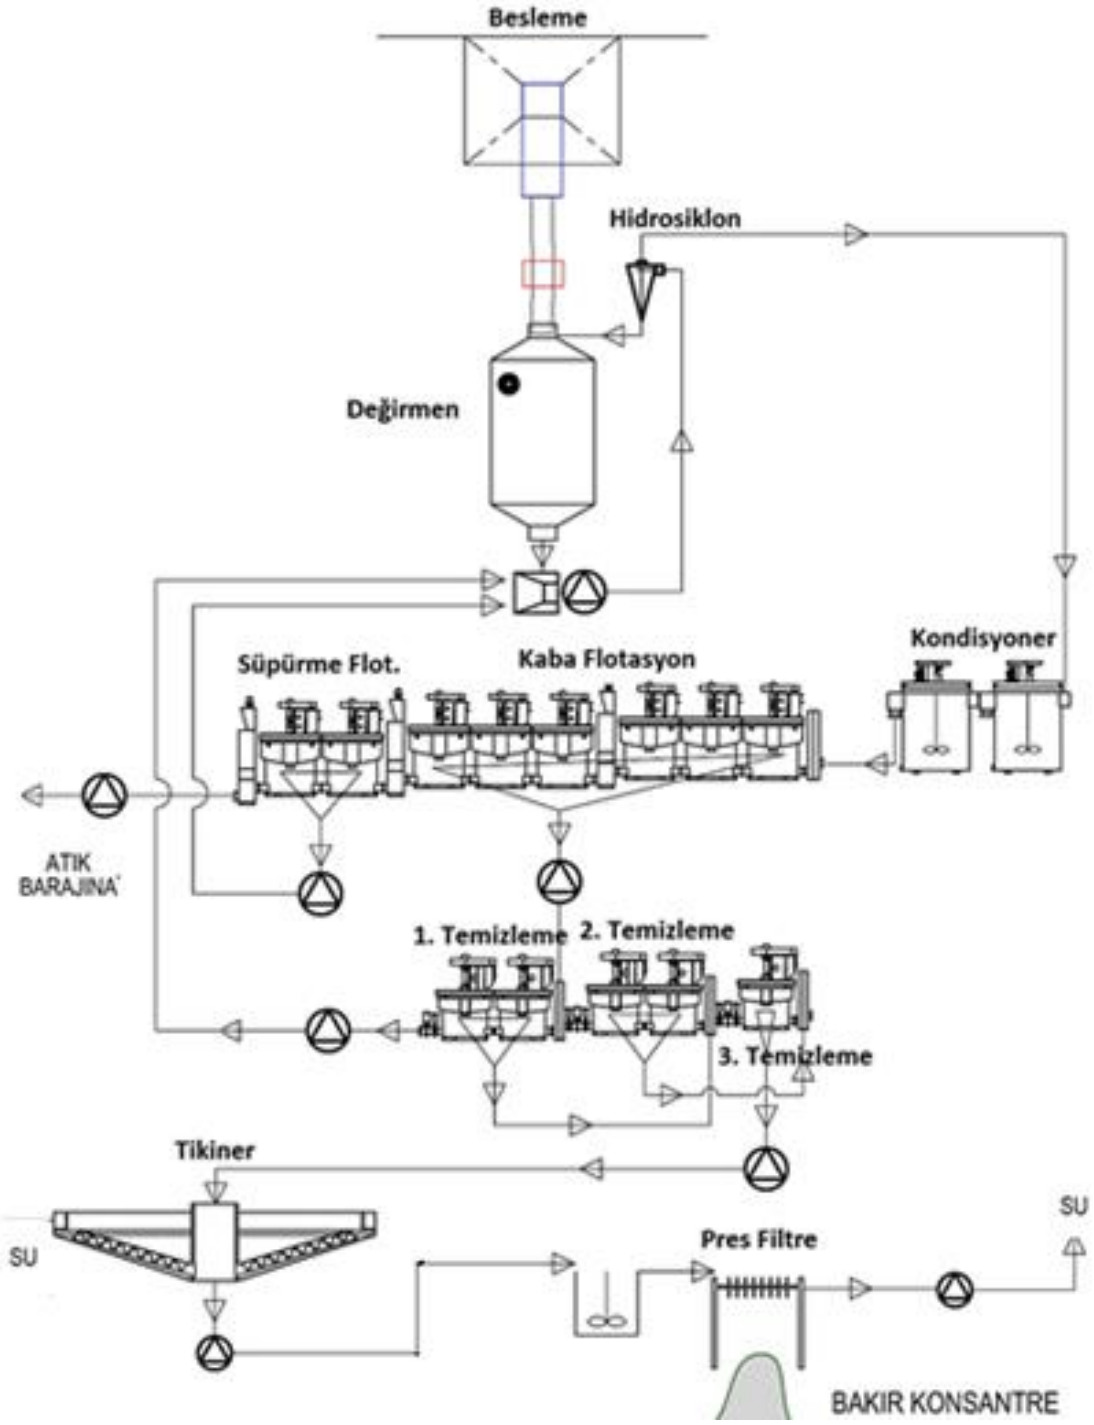 Besleme
Hidrosiklon
Değirmen
Kondisyoner
Süpürme Flot.
Kaba Flotasyon
ATIK
BARAJINA'
1. Temizleme
2. Temizleme
3. Temizleme
Tikiner
SU
Pres Filtre
SU
BAKIR KONSANTRE